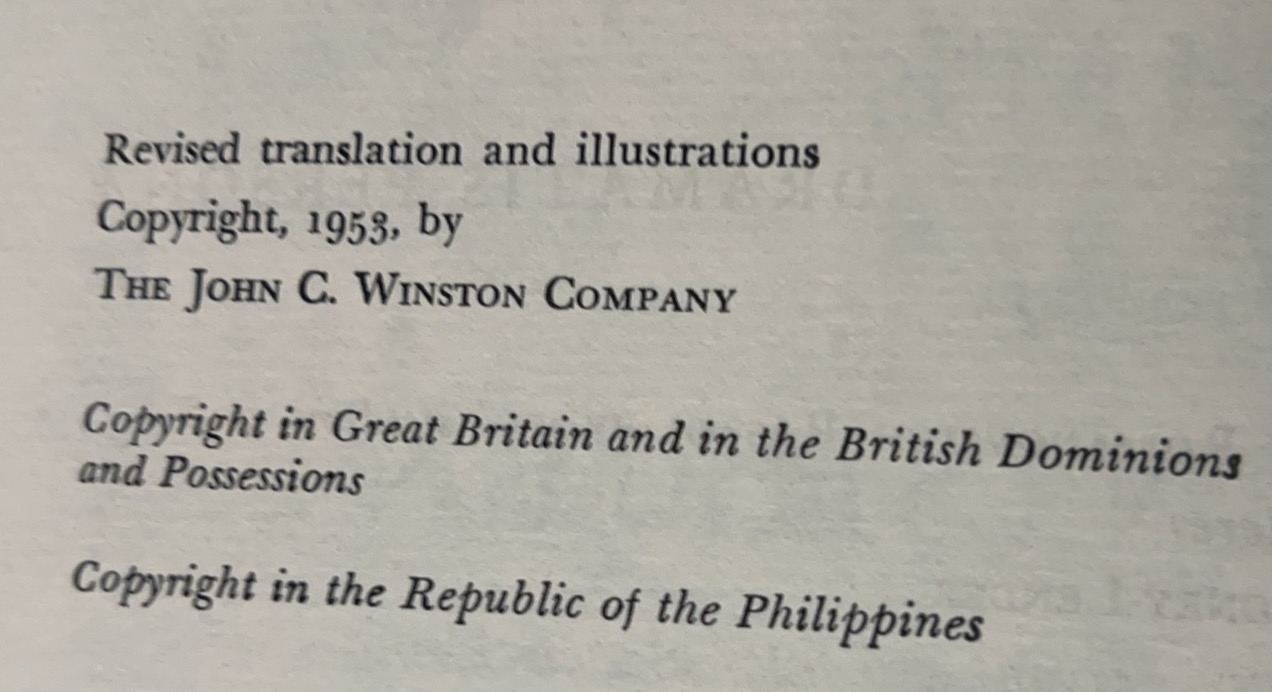 Revised translation and illustrations
Copyright, 1953, by
THE JOHN C. WINSTON COMPANY
Copyright in Great Britain and in the British Dominions
and Possessions
Copyright in the Republic of the Philippines